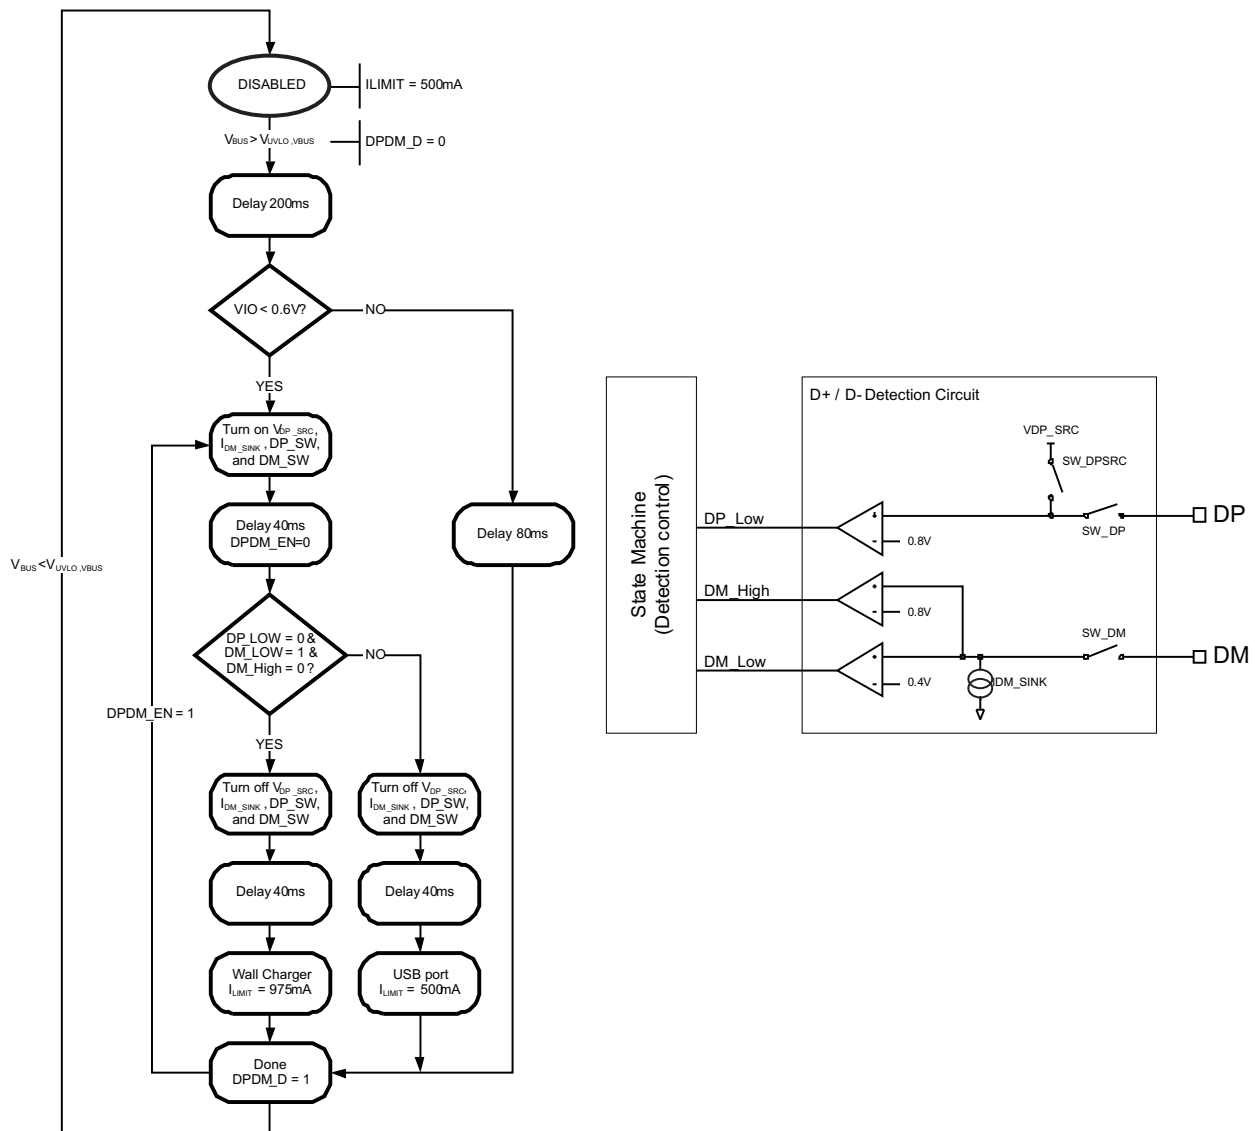 DISABLED
ILIMIT = 500mA
VBUS > VUVLO,VBUS
DPDM_D = 0
Delay 200ms
VIO < 0.6V?
NO
YES
Turn on VDP_SRC,
IDM_SINK, DP_SW,
and DM_SW
Delay 40ms
DPDM_EN=0
Delay 80ms
VBUS <VUVLO,VBUS
DP_LOW = 0 &
DM_LOW = 1 &
DM_High = 0 ?
NO
DPDM_EN = 1
YES
Turn off VDP_SRC,
IDM_SINK, DP_SW,
and DM_SW
Turn off VDP_SRC,
IDM_SINK, DP_SW,
and DM_SW
Delay 40ms
Delay 40ms
Wall Charger
ILIMIT = 975mA
USB port
ILIMIT = 500mA
Done
DPDM_D = 1
State Machine
(Detection control)
D+ / D- Detection Circuit
VDP_SRC
SW_DPSRC
DP_Low
0.8V
SW_DP
DP
DM_High
0.8V
SW_DM
DM
DM_Low
0.4V
IDM_SINK